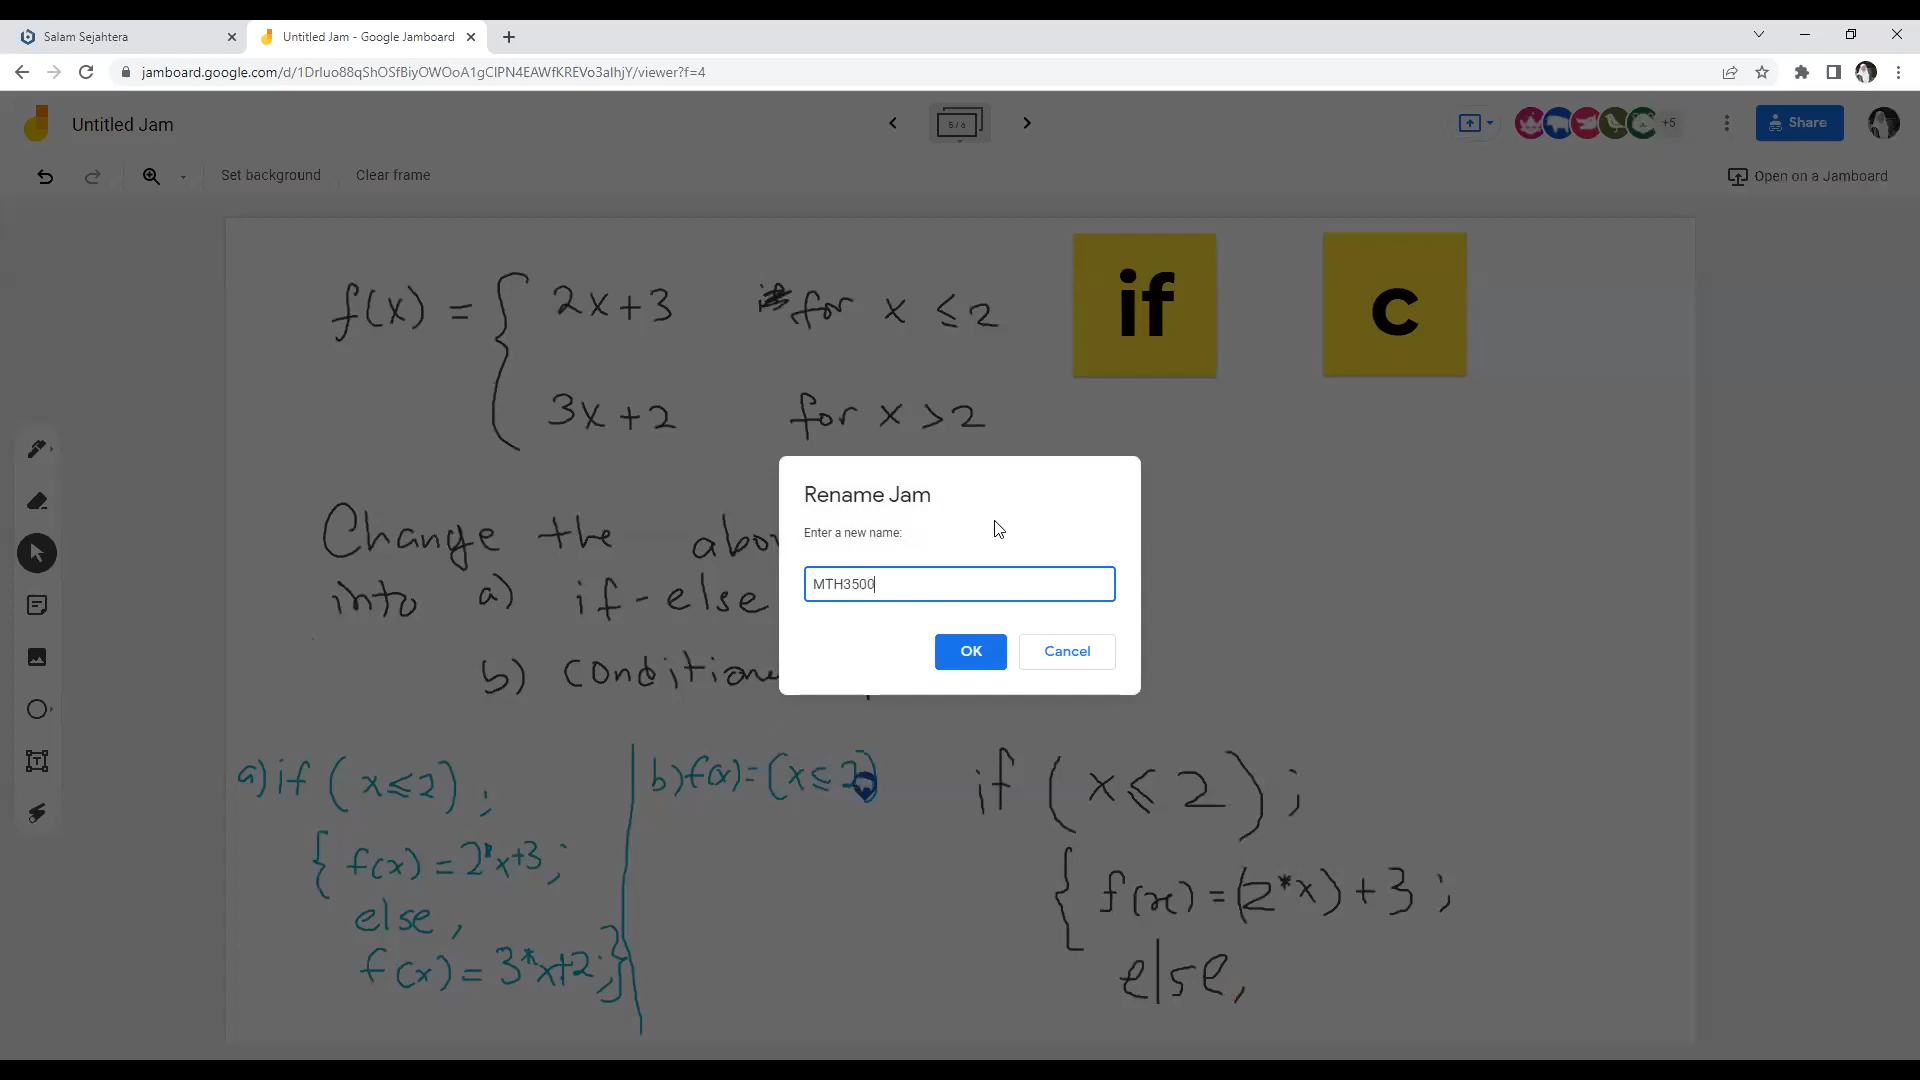 Salam Sejahtera
Untitled Jam - Google Jamboard
jamboard.google.com/d/1DrIuo88qShOSfBiyOWOoA1gCIPN4EAWfKREVo3alhjY/viewer?f=4
Untitled Jam
5 / 6
+5
Share
Set background
Clear frame
Open on a Jamboard
f(x) = { 2x+3 for x ≤ 2
3x+2 for x > 2
if
c
Change the
into a) if-else
b)
Rename Jam
Enter a new name:
MTH3500
OK
Cancel
a) if (x≤2) ;
{ f(x) = 2*x+3 ;
else ,
f(x) = 3*x+2 ; }
b) f(x) = (x ≤ 2)
if (x ≤ 2) ;
{ f(x) = (2*x) + 3 ;
else,